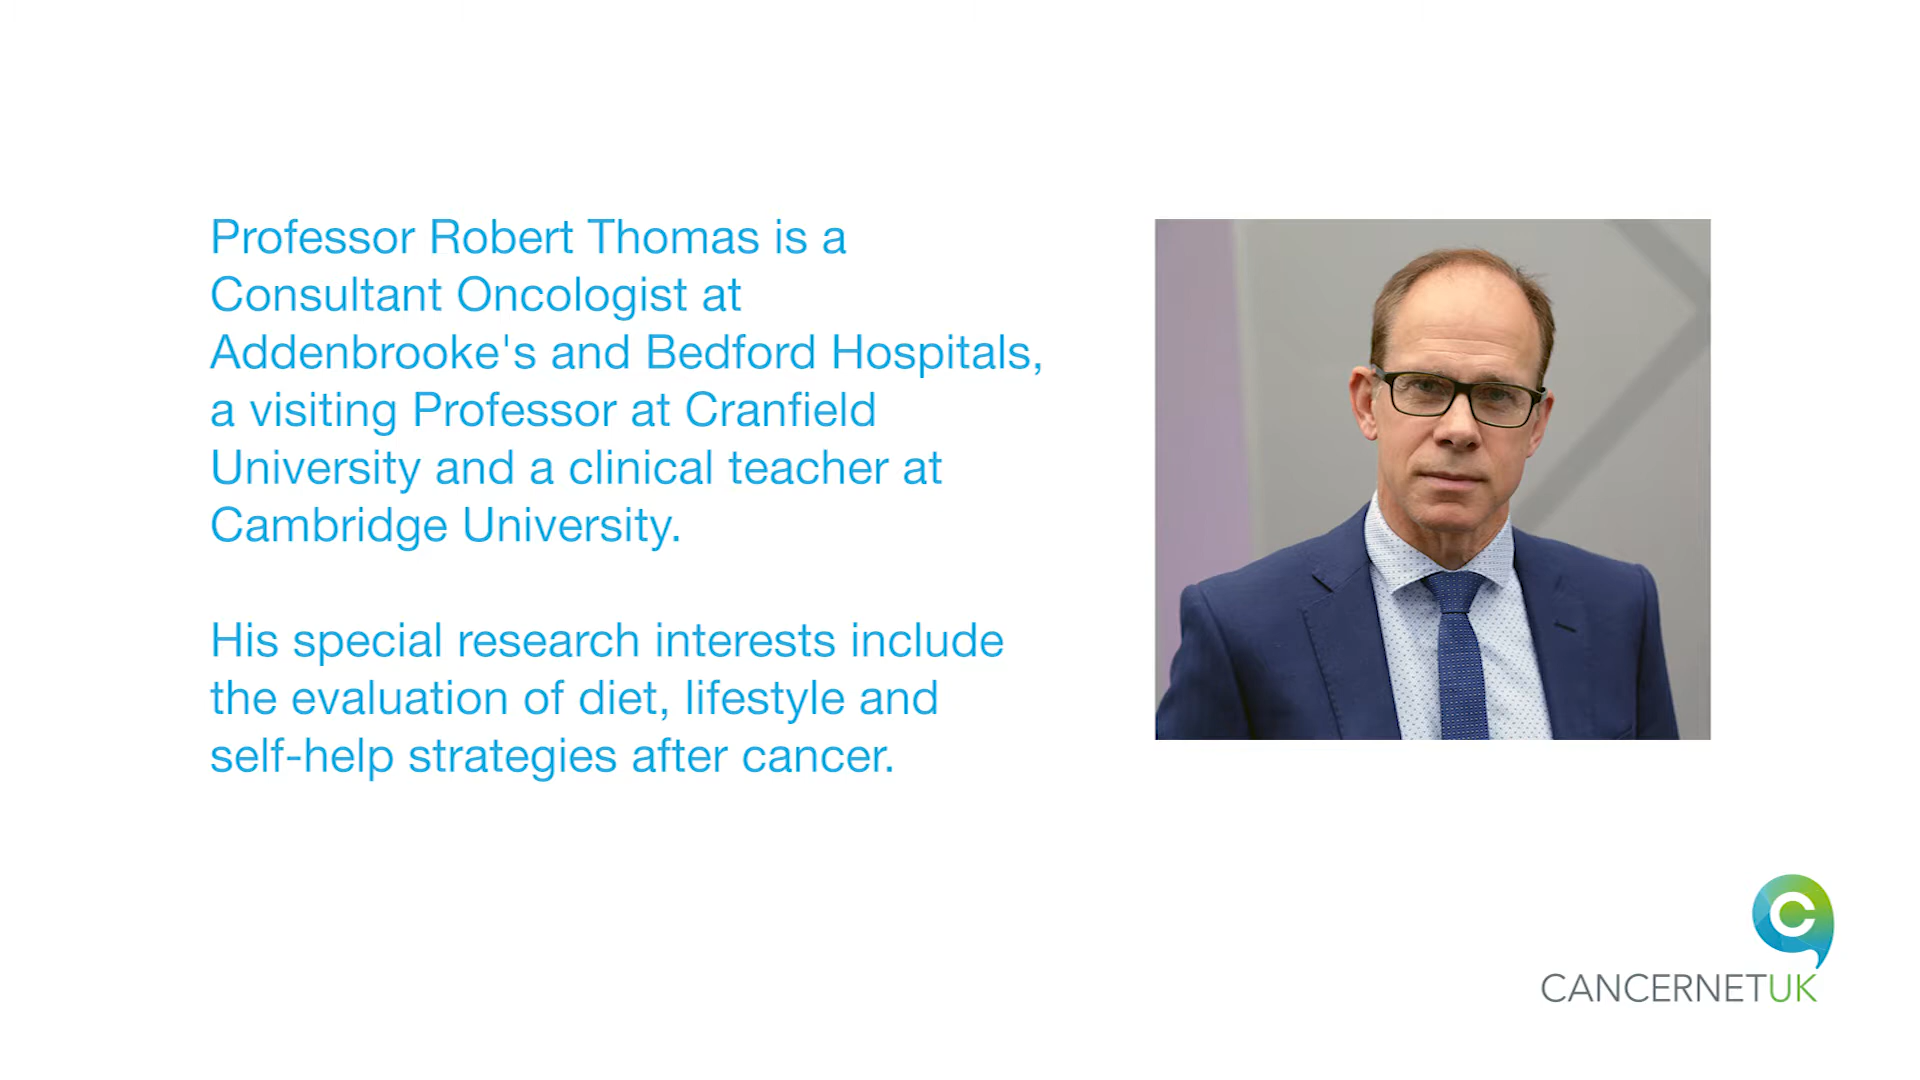 Professor Robert Thomas is a
Consultant Oncologist at
Addenbrooke's and Bedford Hospitals,
a visiting Professor at Cranfield
University and a clinical teacher at
Cambridge University.
His special research interests include
the evaluation of diet, lifestyle and
self-help strategies after cancer.
C
CANCERNETUK